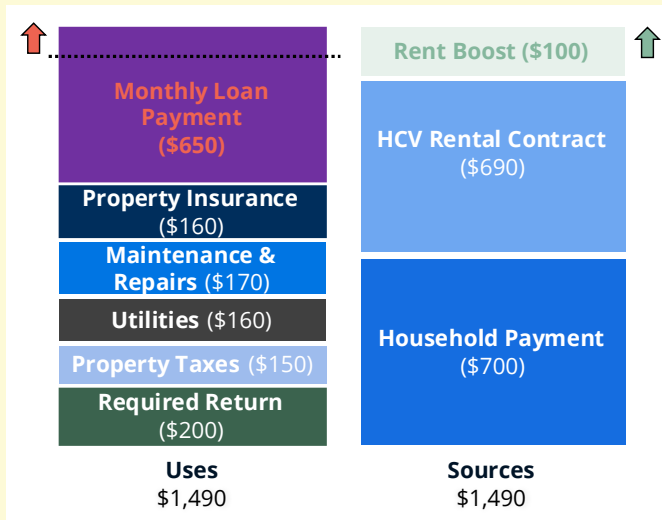 Monthly Loan
Payment
($650)
Property Insurance
($160)
Maintenance &
Repairs ($170)
Utilities ($160)
Property Taxes ($150)
Required Return
($200)
Uses
$1,490
Rent Boost ($100)
HCV Rental Contract
($690)
Household Payment
($700)
Sources
$1,490